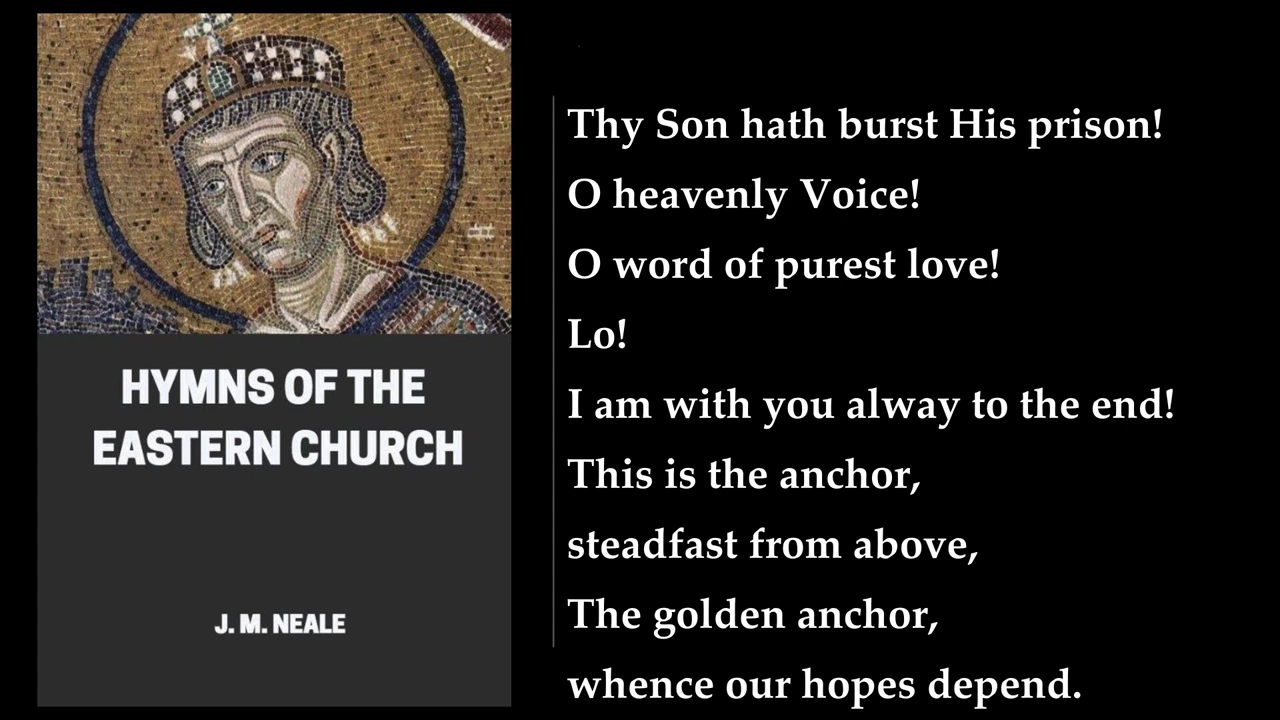 HYMNS OF THE
EASTERN CHURCH
J. M. NEALE
Thy Son hath burst His prison!
O heavenly Voice!
O word of purest love!
Lo!
I am with you alway to the end!
This is the anchor,
steadfast from above,
The golden anchor,
whence our hopes depend.